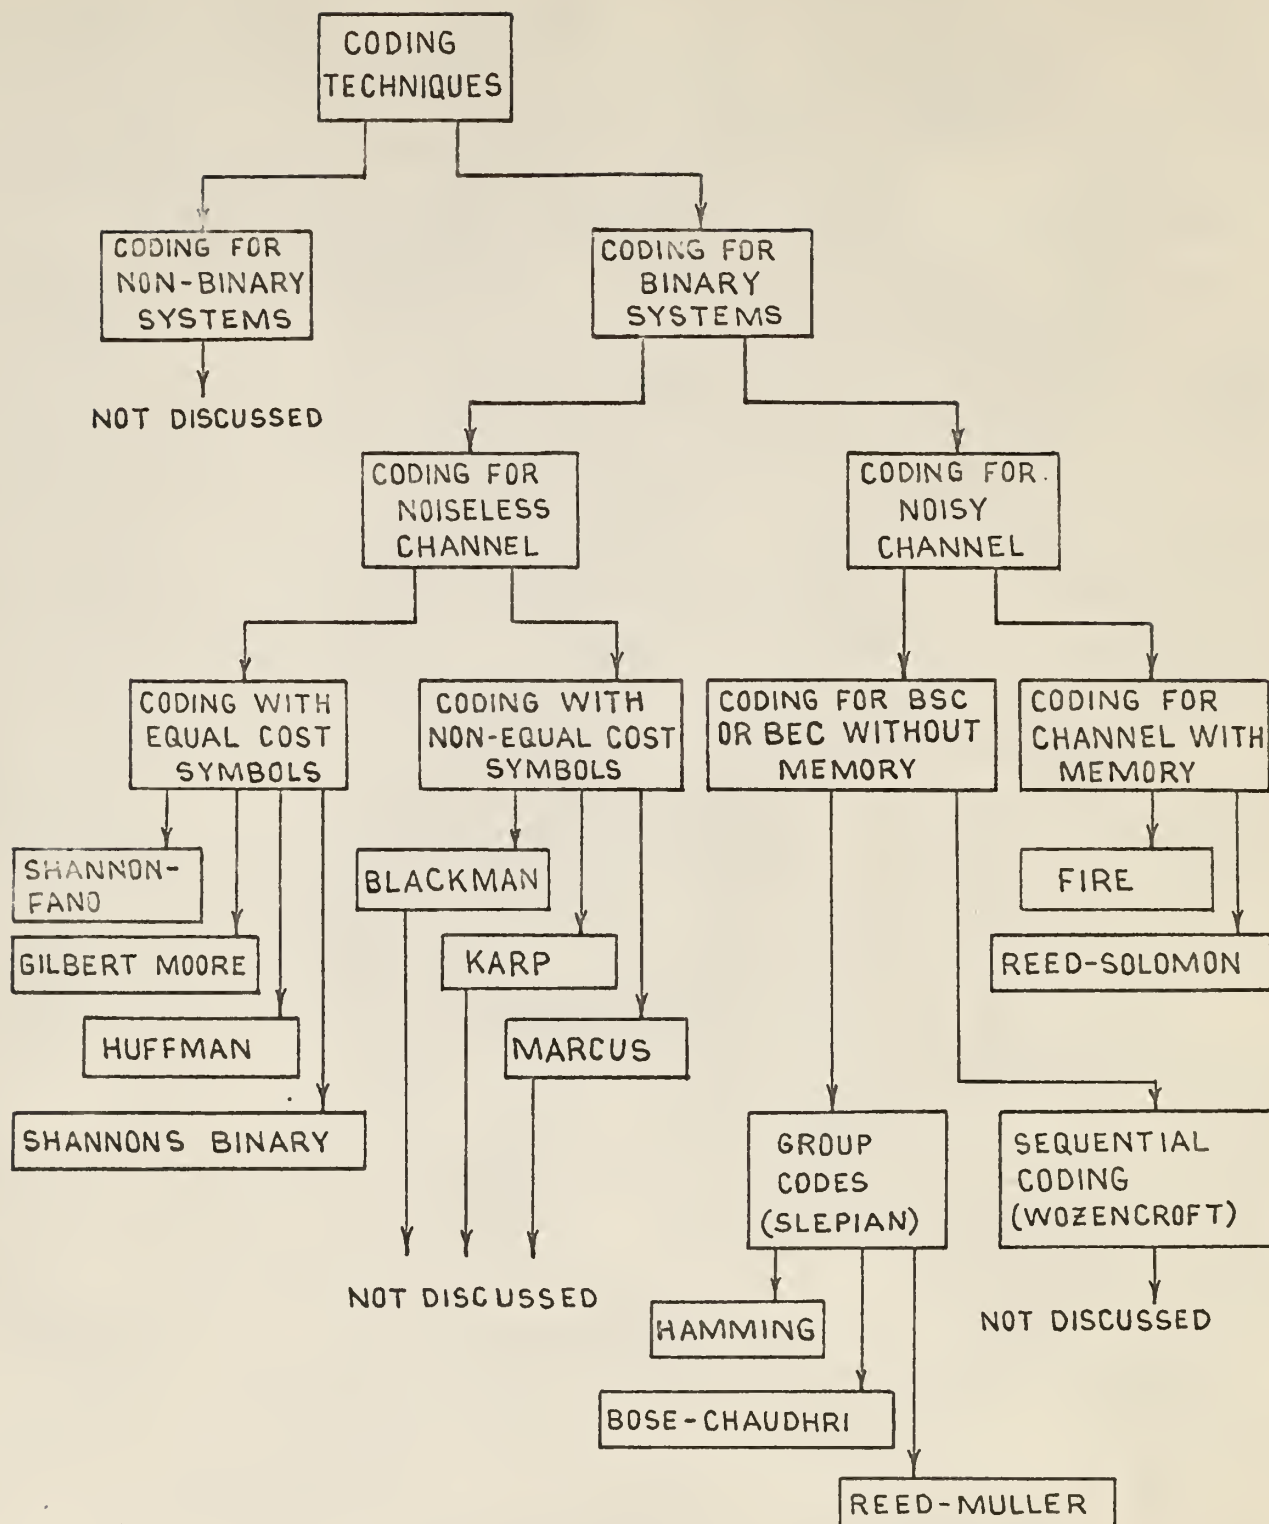 CODING
TECHNIQUES
CODING FOR
NON-BINARY
SYSTEMS
CODING FOR
BINARY
SYSTEMS
NOT DISCUSSED
CODING FOR
NOISELESS
CHANNEL
CODING FOR
NOISY
CHANNEL
CODING WITH
EQUAL COST
SYMBOLS
CODING WITH
NON-EQUAL COST
SYMBOLS
CODING FOR BSC
OR BEC WITHOUT
MEMORY
CODING FOR
CHANNEL WITH
MEMORY
SHANNON-
FANO
GILBERT MOORE
HUFFMAN
SHANNONS BINARY
BLACKMAN
KARP
MARCUS
NOT DISCUSSED
FIRE
REED-SOLOMON
GROUP
CODES
(SLEPIAN)
SEQUENTIAL
CODING
(WOZENCROFT)
NOT DISCUSSED
HAMMING
BOSE-CHAUDHRI
REED-MULLER